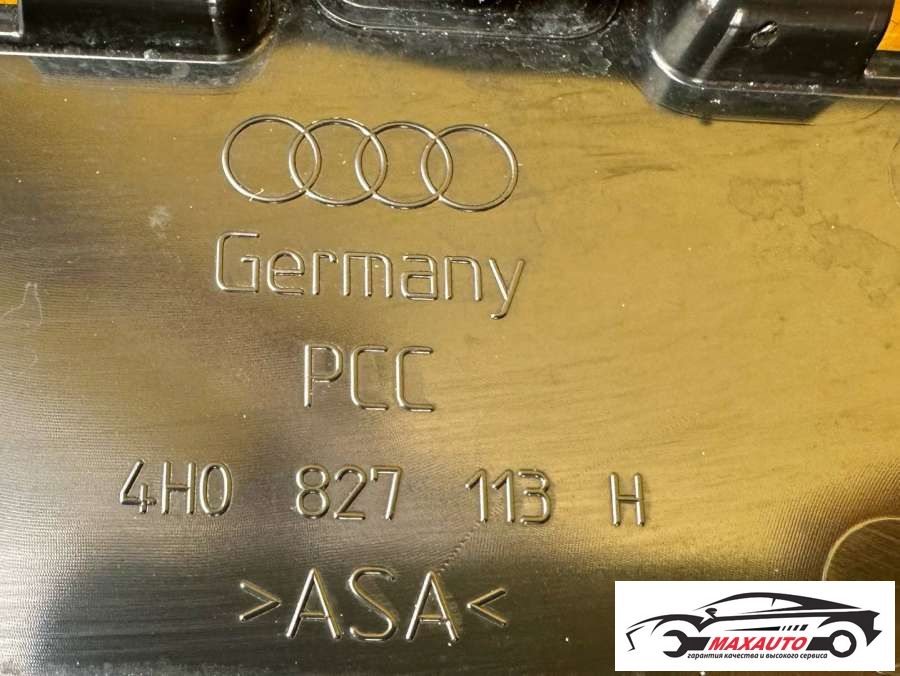 Germany
PCC
4H0 827 113 H
>ASA<
MAXAUTO
гарантия качества и высокого сервиса